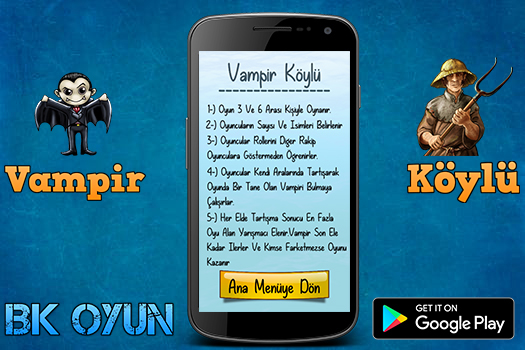 Vampir Köylü
1-) Oyun 3 Ve 6 Arası Kişiyle Oynanır.
2-) Oyuncuların Sayısı Ve İsimleri Belirlenir
3-) Oyuncular Rollerini Diğer Rakip
Oyunculara Göstermeden Öğrenirler.
4-) Oyuncular Kendi Aralarında Tartışarak
Oyunda Bir Tane Olan Vampiri Bulmaya
Çalışırlar.
5-) Her Elde Tartışma Sonucu En Fazla
Oyu Alan Yarışmacı Elenir.Vampir Son Ele
Kadar İlerler Ve Kimse Farketmezse Oyunu
Kazanır
Ana Menüye Dön
Vampir
Köylü
BK OYUN
GET IT ON
Google Play